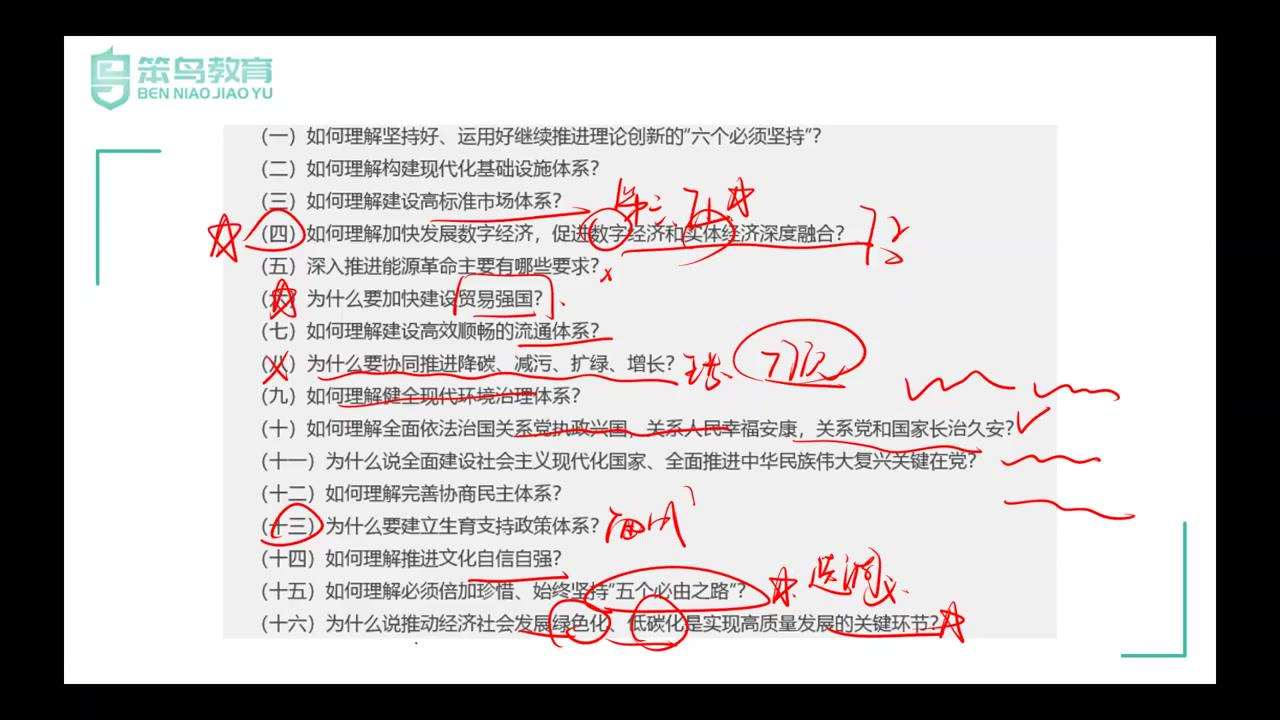 笨鸟教育
BEN NIAO JIAO YU
（一）如何理解坚持好、运用好继续推进理论创新的“六个必须坚持”？
（二）如何理解构建现代化基础设施体系？
（三）如何理解建设高标准市场体系？
（四）如何理解加快发展数字经济，促进数字经济和实体经济深度融合？
（五）深入推进能源革命主要有哪些要求？
（六）为什么要加快建设贸易强国？
（七）如何理解建设高效顺畅的流通体系？
（八）为什么要协同推进降碳、减污、扩绿、增长？
（九）如何理解健全现代环境治理体系？
（十）如何理解全面依法治国关系党执政兴国，关系人民幸福安康，关系党和国家长治久安？
（十一）为什么说全面建设社会主义现代化国家、全面推进中华民族伟大复兴关键在党？
（十二）如何理解完善协商民主体系？
（十三）为什么要建立生育支持政策体系？
（十四）如何理解推进文化自信自强？
（十五）如何理解必须倍加珍惜、始终坚持“五个必由之路”？
（十六）为什么说推动经济社会发展绿色化、低碳化是实现高质量发展的关键环节？